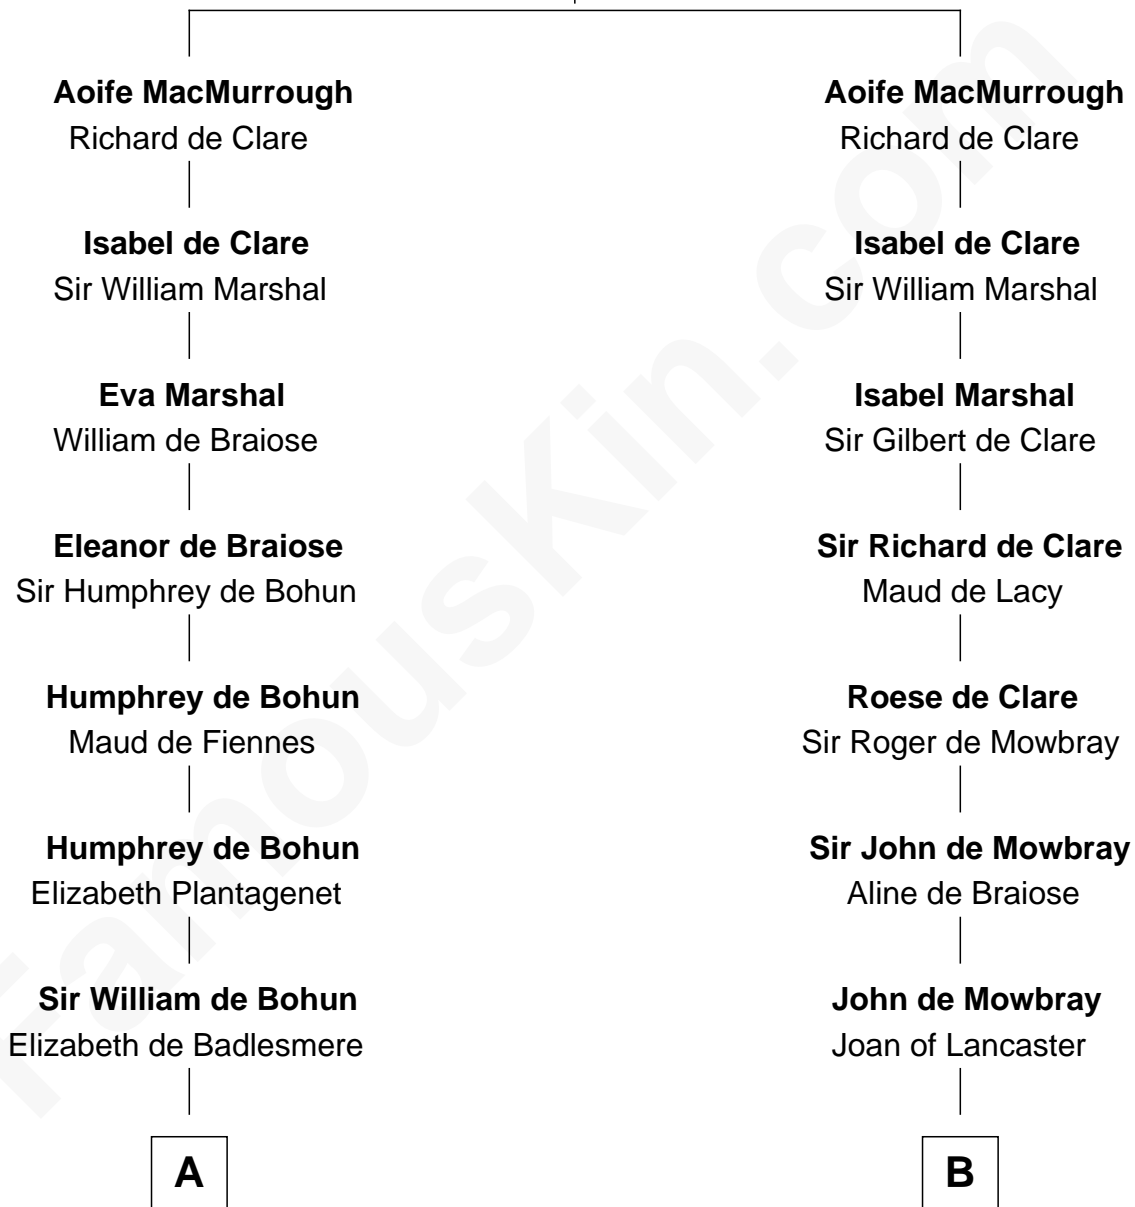 Aoife MacMurrough
Richard de Clare
Isabel de Clare
Sir William Marshal
Eva Marshal
William de Braiose
Eleanor de Braiose
Sir Humphrey de Bohun
Humphrey de Bohun
Maud de Fiennes
Humphrey de Bohun
Elizabeth Plantagenet
Sir William de Bohun
Elizabeth de Badlesmere
A
Aoife MacMurrough
Richard de Clare
Isabel de Clare
Sir William Marshal
Isabel Marshal
Sir Gilbert de Clare
Sir Richard de Clare
Maud de Lacy
Roese de Clare
Sir Roger de Mowbray
Sir John de Mowbray
Aline de Braiose
John de Mowbray
Joan of Lancaster
B
FamousKin.com